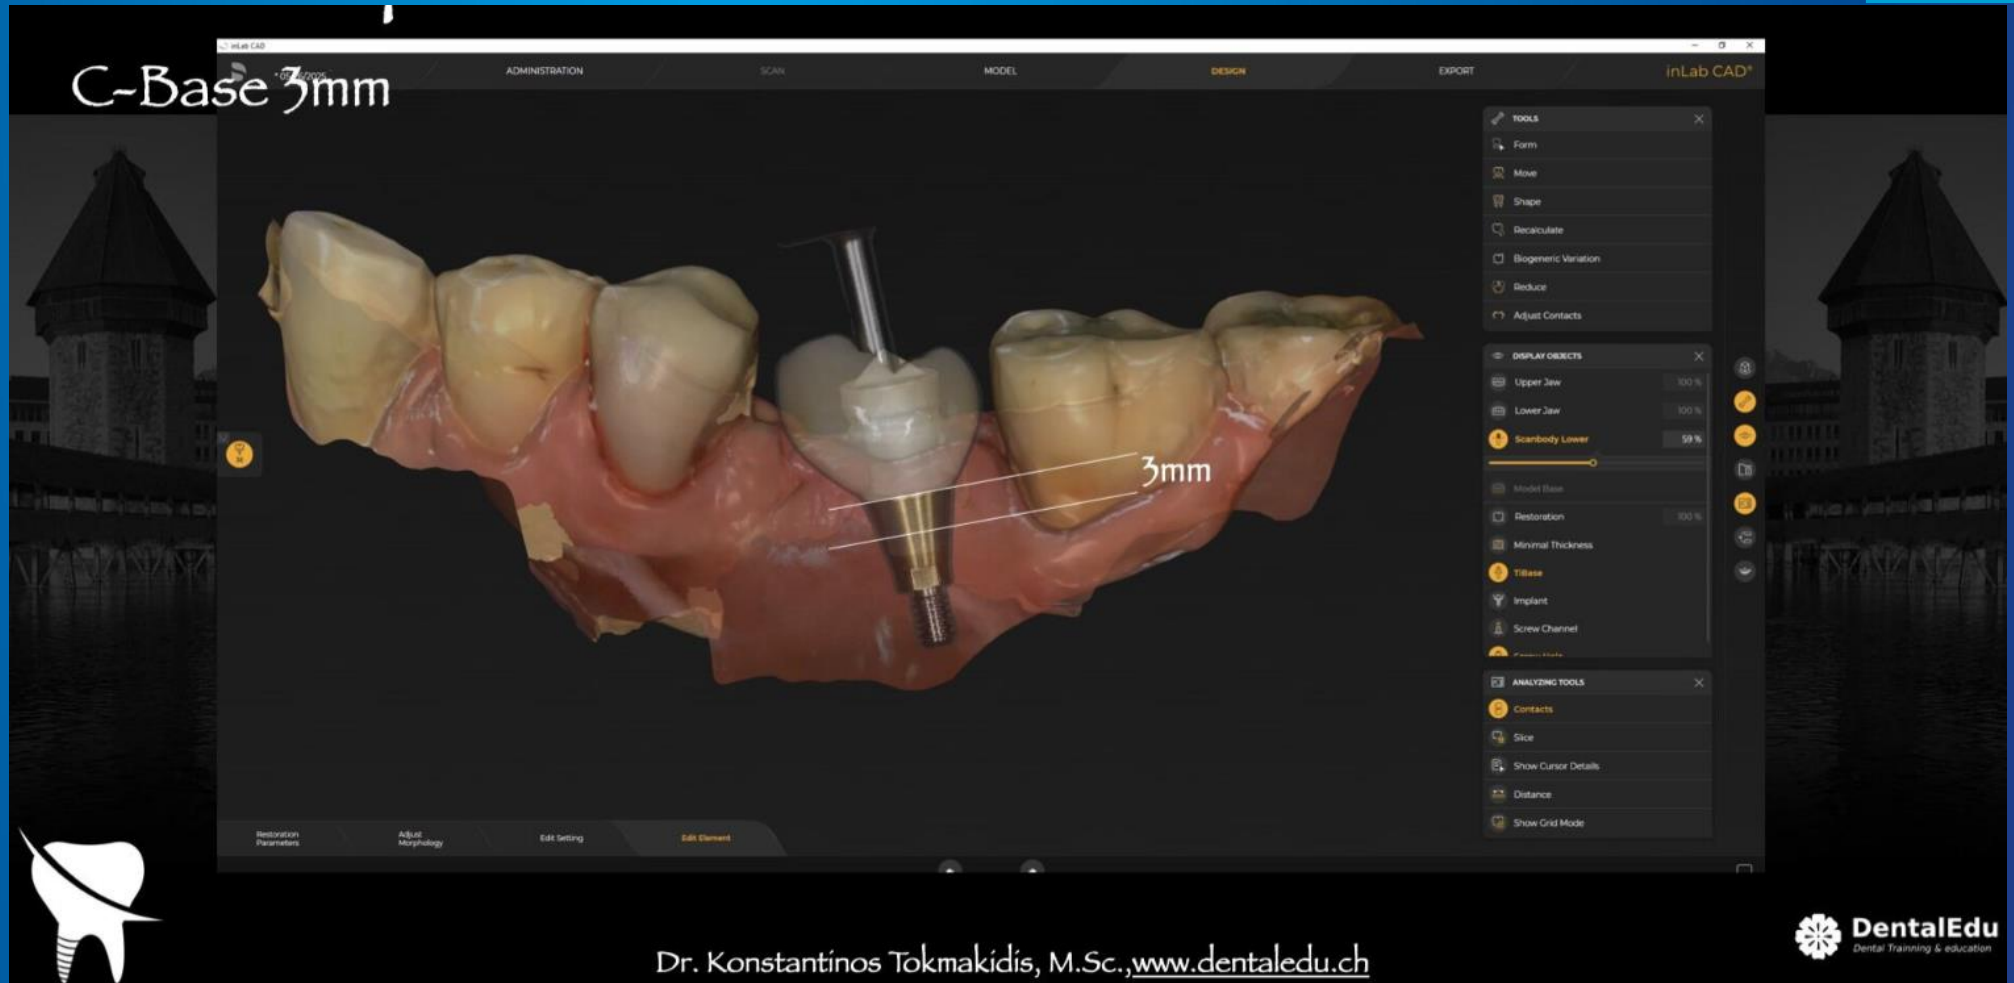 C-Base 3mm
inLab CAD
ADMINISTRATION
SCAN
MODEL
DESIGN
EXPORT
inLab CAD®
TOOLS
Form
Move
Shape
Recalculate
Biogeneric Variation
Reduce
Adjust Contacts
DISPLAY OBJECTS
Upper Jaw 100 %
Lower Jaw 100 %
Scanbody Lower 59 %
Model Base
Restoration 100 %
Minimal Thickness
TiBase
Implant
Screw Channel
ANALYZING TOOLS
Contacts
Slice
Show Cursor Details
Distance
Show Grid Mode
3mm
Restoration
Parameters
Adjust
Morphology
Edit Setting
Edit Element
Dr. Konstantinos Tokmakidis, M.Sc.,www.dentaledu.ch
DentalEdu
Dental Trainning & education